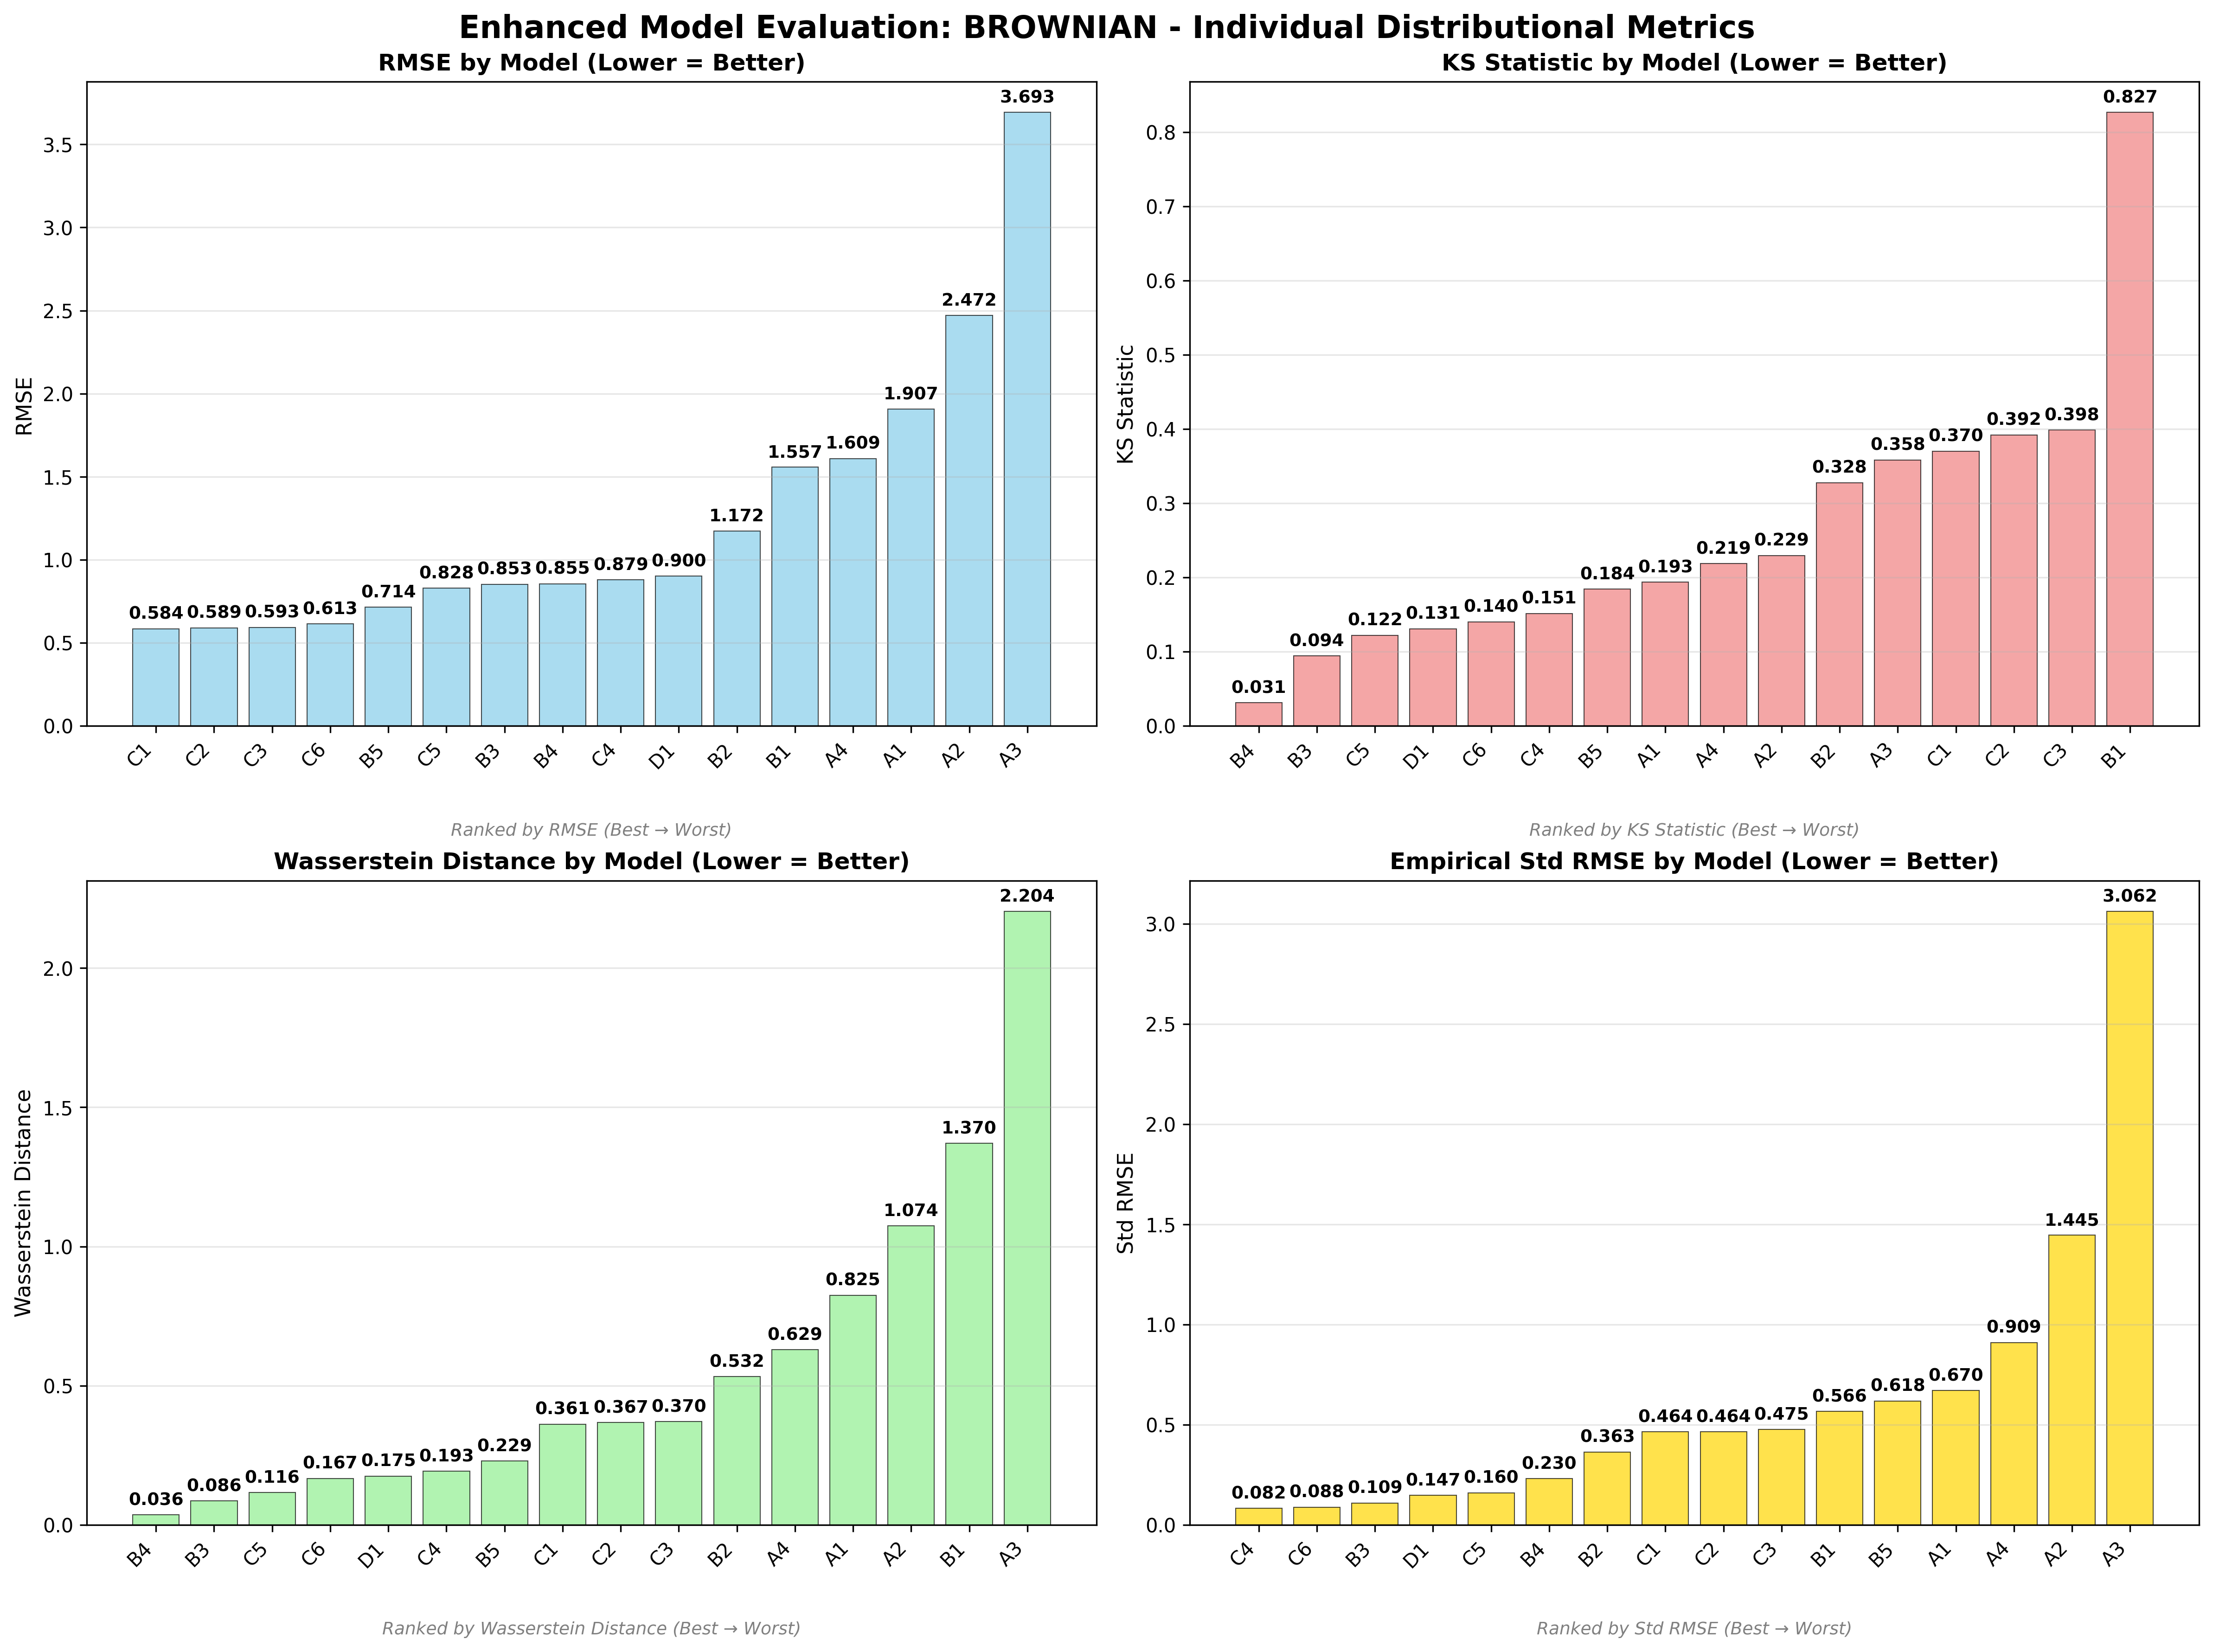 Enhanced Model Evaluation: BROWNIAN - Individual Distributional Metrics
RMSE by Model (Lower = Better)
RMSE
3.5
3.0
2.5
2.0
1.5
1.0
0.5
0.0
0.584 0.589 0.593 0.613 0.714 0.828 0.853 0.855 0.879 0.900 1.172 1.557 1.609 1.907 2.472 3.693
C1 C2 C3 C6 B5 C5 B3 B4 C4 D1 B2 B1 A4 A1 A2 A3
Ranked by RMSE (Best → Worst)
KS Statistic by Model (Lower = Better)
KS Statistic
0.8
0.7
0.6
0.5
0.4
0.3
0.2
0.1
0.0
0.031 0.094 0.122 0.131 0.140 0.151 0.184 0.193 0.219 0.229 0.328 0.358 0.370 0.392 0.398 0.827
B4 B3 C5 D1 C6 C4 B5 A1 A4 A2 B2 A3 C1 C2 C3 B1
Ranked by KS Statistic (Best → Worst)
Wasserstein Distance by Model (Lower = Better)
Wasserstein Distance
2.0
1.5
1.0
0.5
0.0
0.036 0.086 0.116 0.167 0.175 0.193 0.229 0.361 0.367 0.370 0.532 0.629 0.825 1.074 1.370 2.204
B4 B3 C5 C6 D1 C4 B5 C1 C2 C3 B2 A4 A1 A2 B1 A3
Ranked by Wasserstein Distance (Best → Worst)
Empirical Std RMSE by Model (Lower = Better)
Std RMSE
3.0
2.5
2.0
1.5
1.0
0.5
0.0
0.082 0.088 0.109 0.147 0.160 0.230 0.363 0.464 0.464 0.475 0.566 0.618 0.670 0.909 1.445 3.062
C4 C6 B3 D1 C5 B4 B2 C1 C2 C3 B1 B5 A1 A4 A2 A3
Ranked by Std RMSE (Best → Worst)